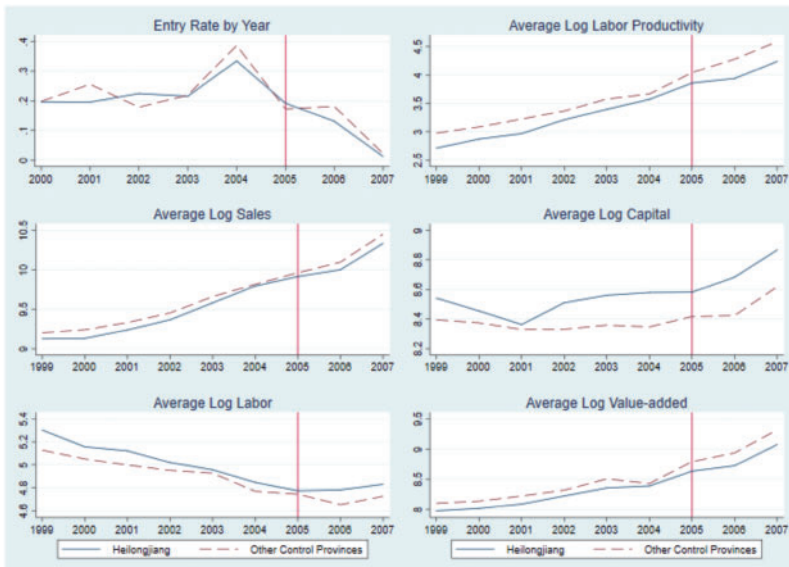 Entry Rate by Year
.4
.3
.2
.1
0
2000 2001 2002 2003 2004 2005 2006 2007
Average Log Labor Productivity
4.5
4
3.5
3
2.5
1999 2000 2001 2002 2003 2004 2005 2006 2007
Average Log Sales
10.5
10
9.5
9
1999 2000 2001 2002 2003 2004 2005 2006 2007
Average Log Capital
9
8.8
8.6
8.4
8.2
1999 2000 2001 2002 2003 2004 2005 2006 2007
Average Log Labor
5.4
5.2
5
4.8
4.6
1999 2000 2001 2002 2003 2004 2005 2006 2007
Heilongjiang Other Control Provinces
Average Log Value-added
9.5
9
8.5
8
1999 2000 2001 2002 2003 2004 2005 2006 2007
Heilongjiang Other Control Provinces